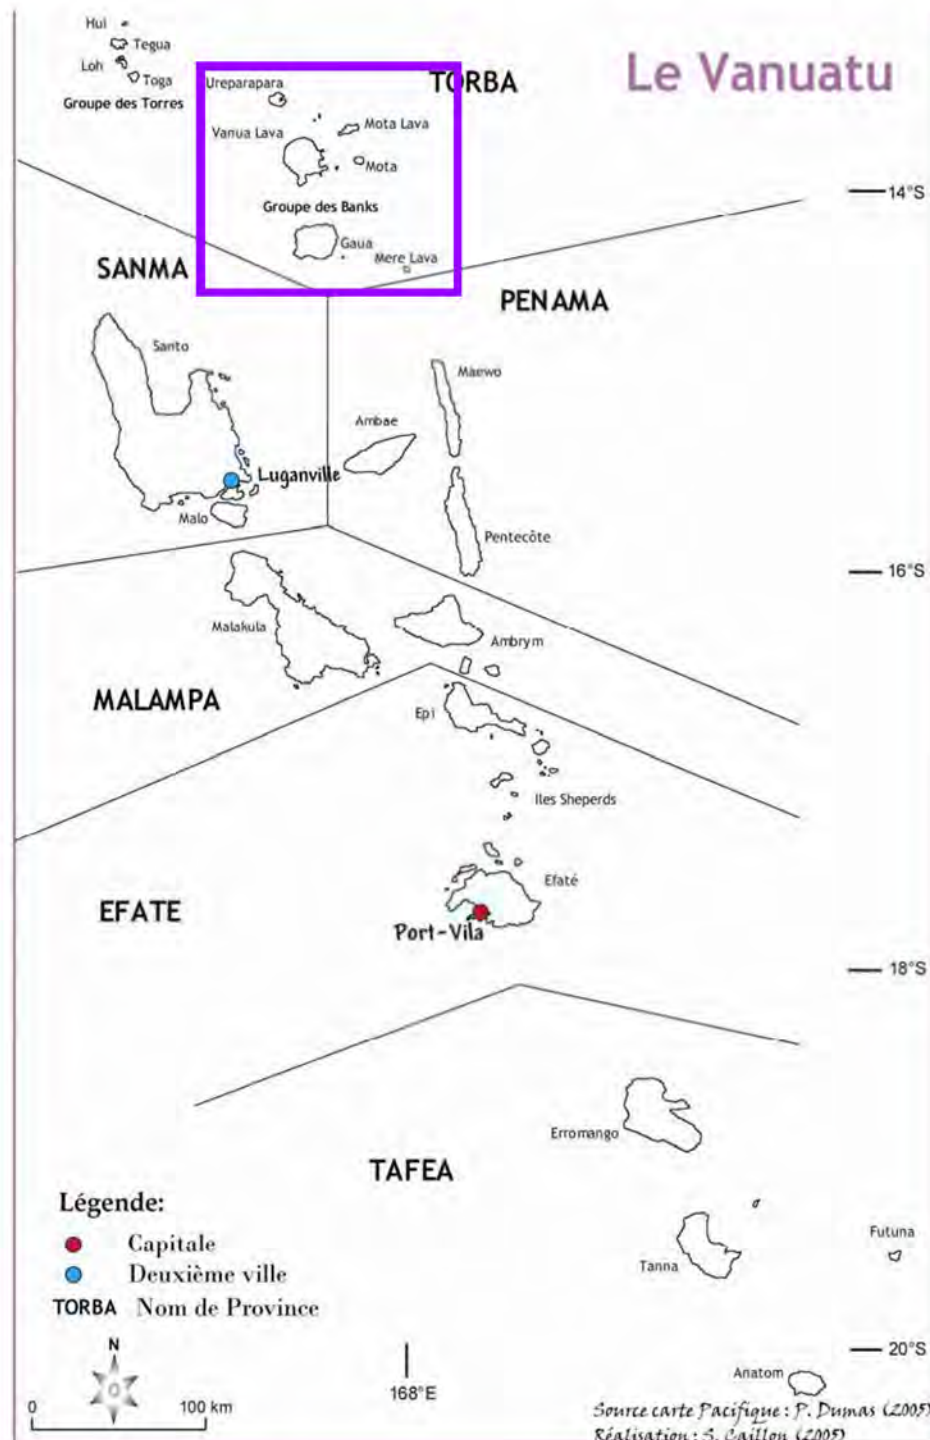 Le Vanuatu
Hui
Tegua
Loh
Toga
Groupe des Torres
TORBA
Ureparapara
Vanua Lava
Mota Lava
Mota
Groupe des Banks
Gaua
Mere Lava
14°S
SANMA
PENAMA
Santo
Maewo
Ambae
Luganville
Malo
Pentecôte
16°S
Malakula
Ambrym
MALAMPA
Epi
Iles Sheperds
EFATE
Efaté
Port-Vila
18°S
Erromango
TAFEA
Futuna
Tanna
Légende:
Capitale
Deuxième ville
TORBA Nom de Province
N
0 100 km
168°E
20°S
Anatom
Source carte Pacifique : P. Dumas (2005)
Réalisation : S. Caillon (2005)